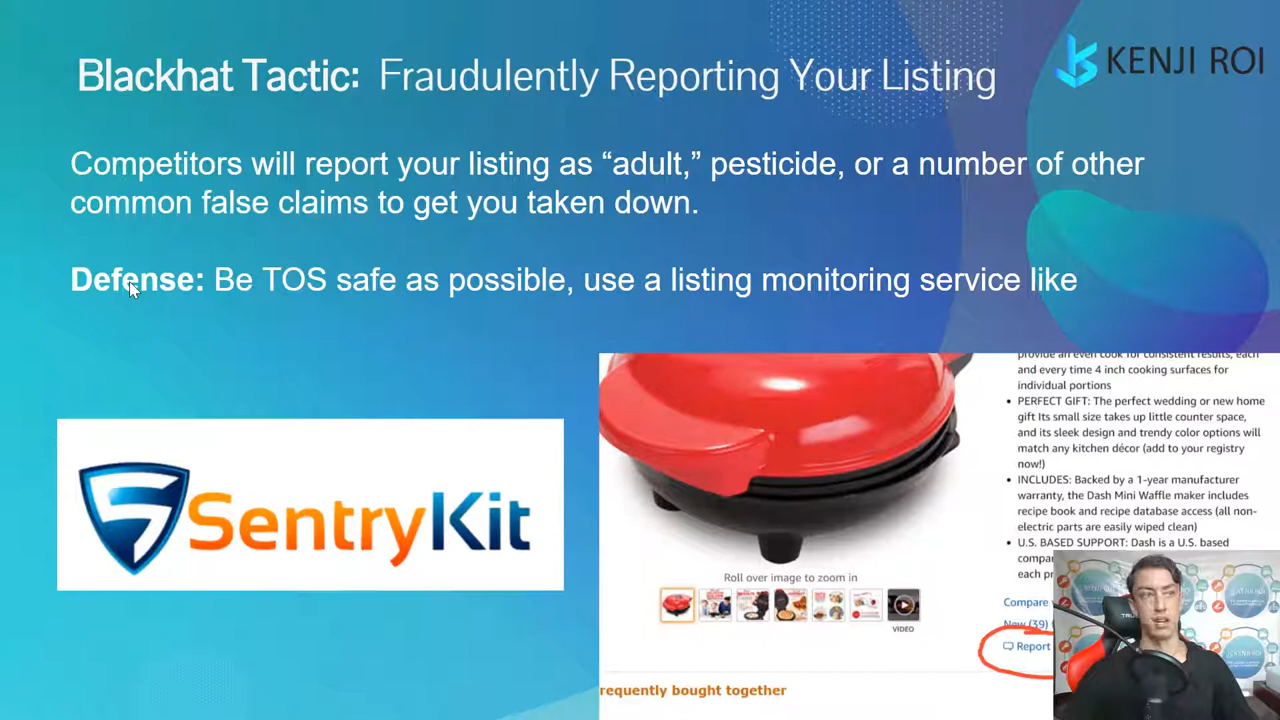 Blackhat Tactic: Fraudulently Reporting Your Listing
KENJI ROI
Competitors will report your listing as “adult,” pesticide, or a number of other
common false claims to get you taken down.
Defense: Be TOS safe as possible, use a listing monitoring service like
SentryKit
provide an even cook for consistent results, each
and every time 4 inch cooking surfaces for
individual portions
• PERFECT GIFT: The perfect wedding or new home
gift Its small size takes up little counter space,
and its sleek design and trendy color options will
match any kitchen décor (add to your registry
now!)
• INCLUDES: Backed by a 1-year manufacturer
warranty, the Dash Mini Waffle maker includes
recipe book and recipe database access (all non-
electric parts are easily wiped clean)
• U.S. BASED SUPPORT: Dash is a U.S. based
each
Compare
New (39)
Report
Roll over image to zoom in
VIDEO
requently bought together